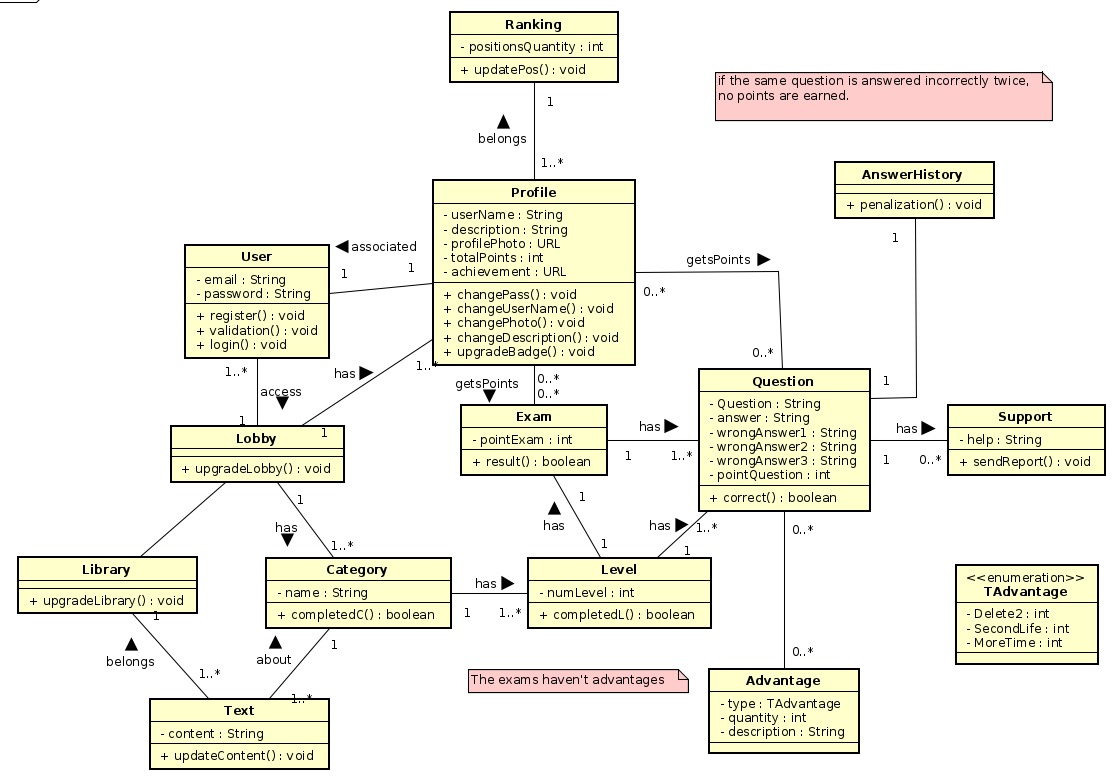 Ranking
- positionsQuantity : int
+ updatePos() : void
if the same question is answered incorrectly twice,
no points are earned.
1
belongs
1..*
AnswerHistory
+ penalization() : void
1
Profile
- userName : String
- description : String
- profilePhoto : URL
- totalPoints : int
- achievement : URL
+ changePass() : void
+ changeUserName() : void
+ changePhoto() : void
+ changeDescription() : void
+ upgradeBadge() : void
associated
1
1
User
- email : String
- password : String
+ register() : void
+ validation() : void
+ login() : void
getsPoints
0..*
0..*
1..*
access
1
has
1..*
1
getsPoints
0..*
0..*
1
Question
- Question : String
- answer : String
- wrongAnswer1 : String
- wrongAnswer2 : String
- wrongAnswer3 : String
- pointQuestion : int
+ correct() : boolean
Lobby
+ upgradeLobby() : void
Exam
- pointExam : int
+ result() : boolean
has
1
1..*
has
1
0..*
Support
- help : String
+ sendReport() : void
1
has
1..*
1
has
1
has
1..*
1
0..*
Library
+ upgradeLibrary() : void
Category
- name : String
+ completedC() : boolean
has
1
1..*
Level
- numLevel : int
+ completedL() : boolean
<<enumeration>>
TAdvantage
- Delete2 : int
- SecondLife : int
- MoreTime : int
1
belongs
1..*
about
1
1..*
0..*
The exams haven't advantages
Text
- content : String
+ updateContent() : void
Advantage
- type : TAdvantage
- quantity : int
- description : String